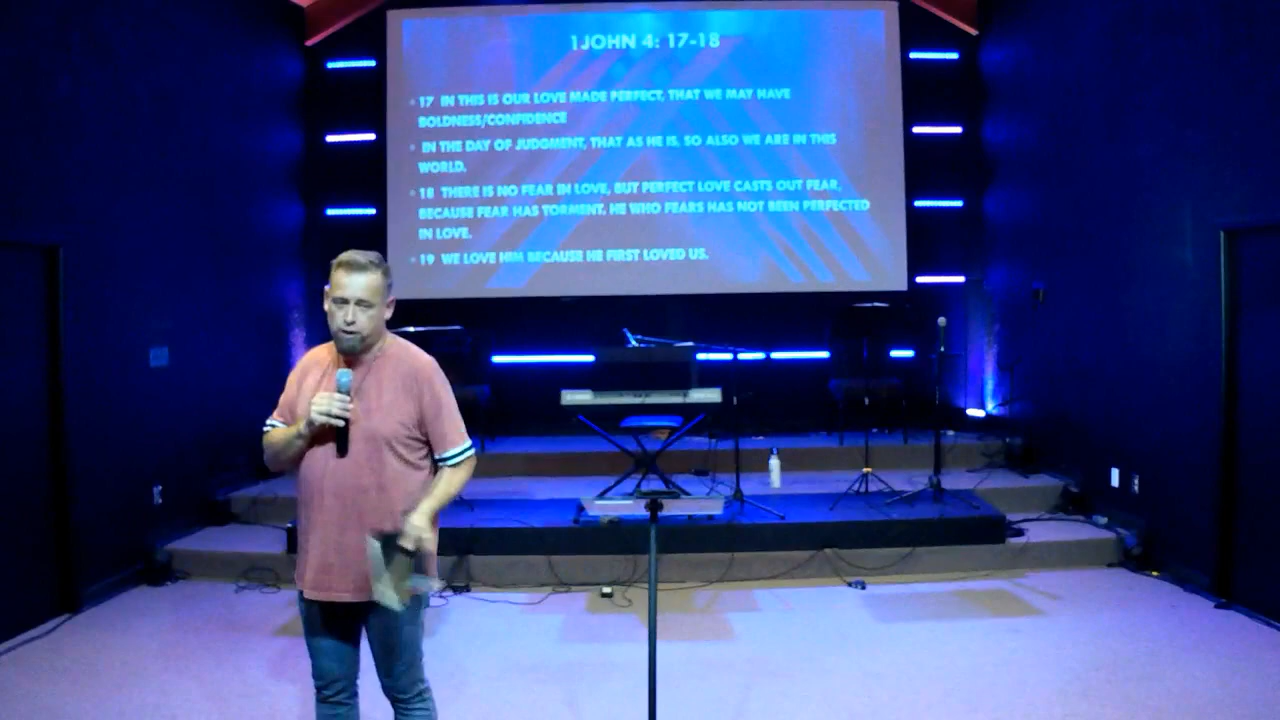 1JOHN 4: 17-18
17 IN THIS IS OUR LOVE MADE PERFECT, THAT WE MAY HAVE
BOLDNESS/CONFIDENCE
IN THE DAY OF JUDGMENT, THAT AS HE IS, SO ALSO WE ARE IN THIS
WORLD.
18 THERE IS NO FEAR IN LOVE, BUT PERFECT LOVE CASTS OUT FEAR,
BECAUSE FEAR HAS TORMENT. HE WHO FEARS HAS NOT BEEN PERFECTED
IN LOVE.
19 WE LOVE HIM BECAUSE HE FIRST LOVED US.